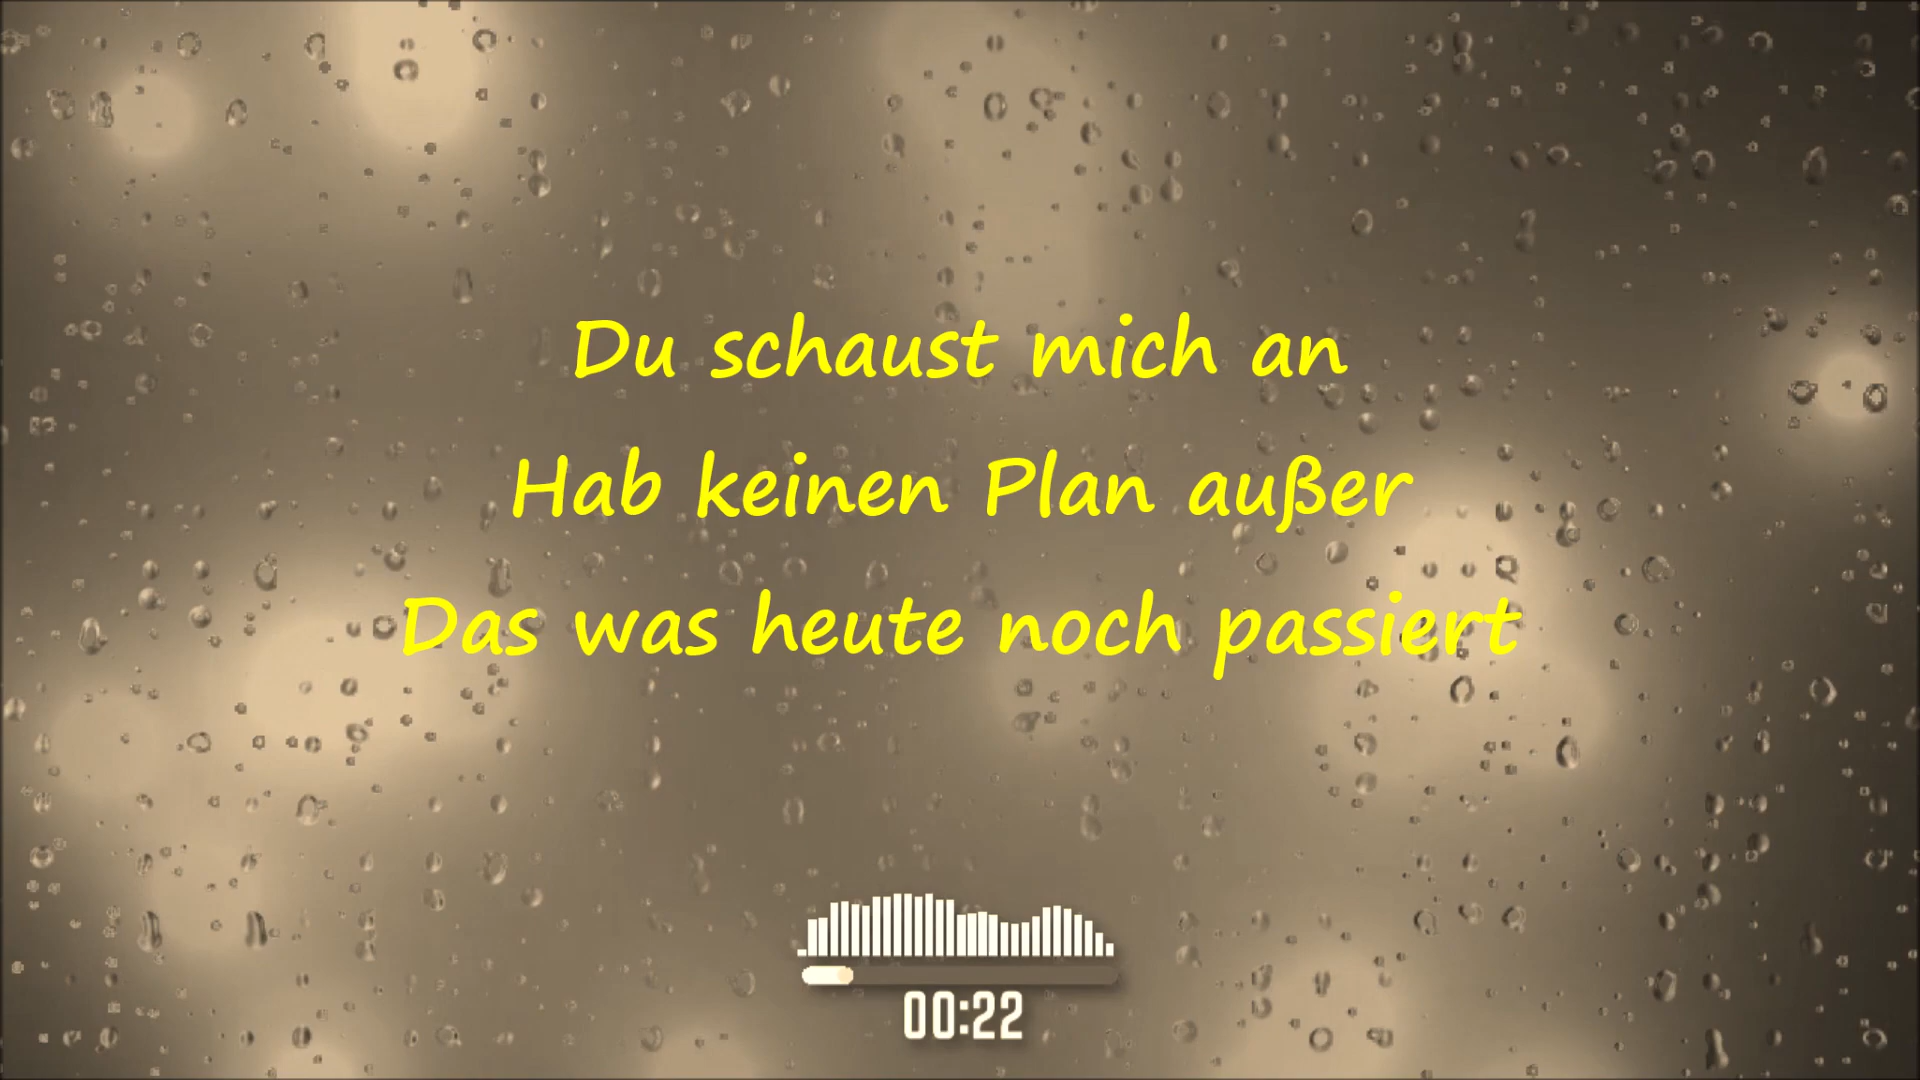 Du schaust mich an
Hab keinen Plan außer
Das was heute noch passiert
00:22